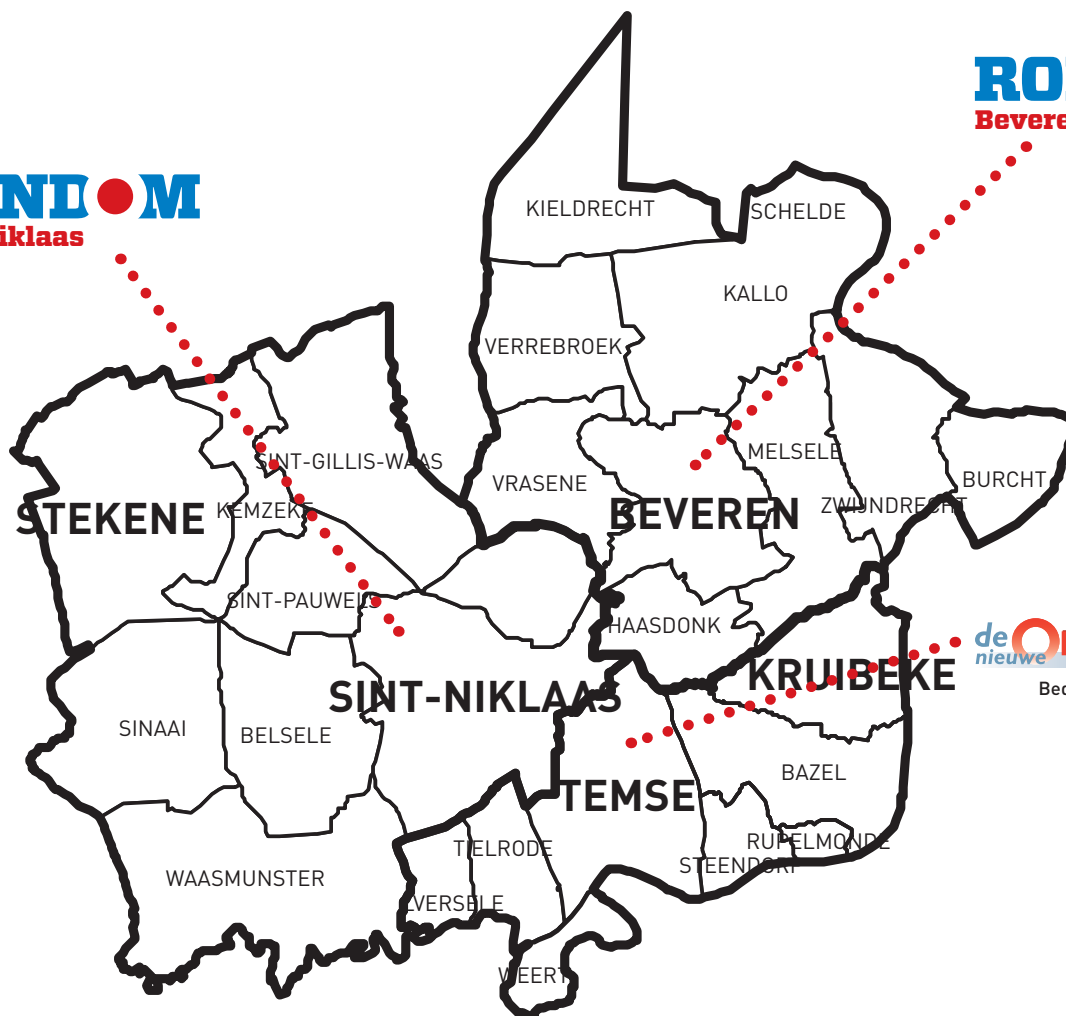 RO
Bevere
NDOM
iklaas
KIELDRECHT
SCHELDE
KALLO
VERREBROEK
MELSELE
SINT-GILLIS-WAAS
BURCHT
VRASENE
ZWIJNDRECHT
STEKENE
KEMZEKE
BEVEREN
SINT-PAUWELS
HAASDONK
de
nieuwe
KRUIBEKE
SINT-NIKLAAS
SINAAI
BELSELE
BAZEL
TEMSE
RUPELMONDE
TIELRODE
STEENDORP
WAASMUNSTER
LVERSELE
WEERT